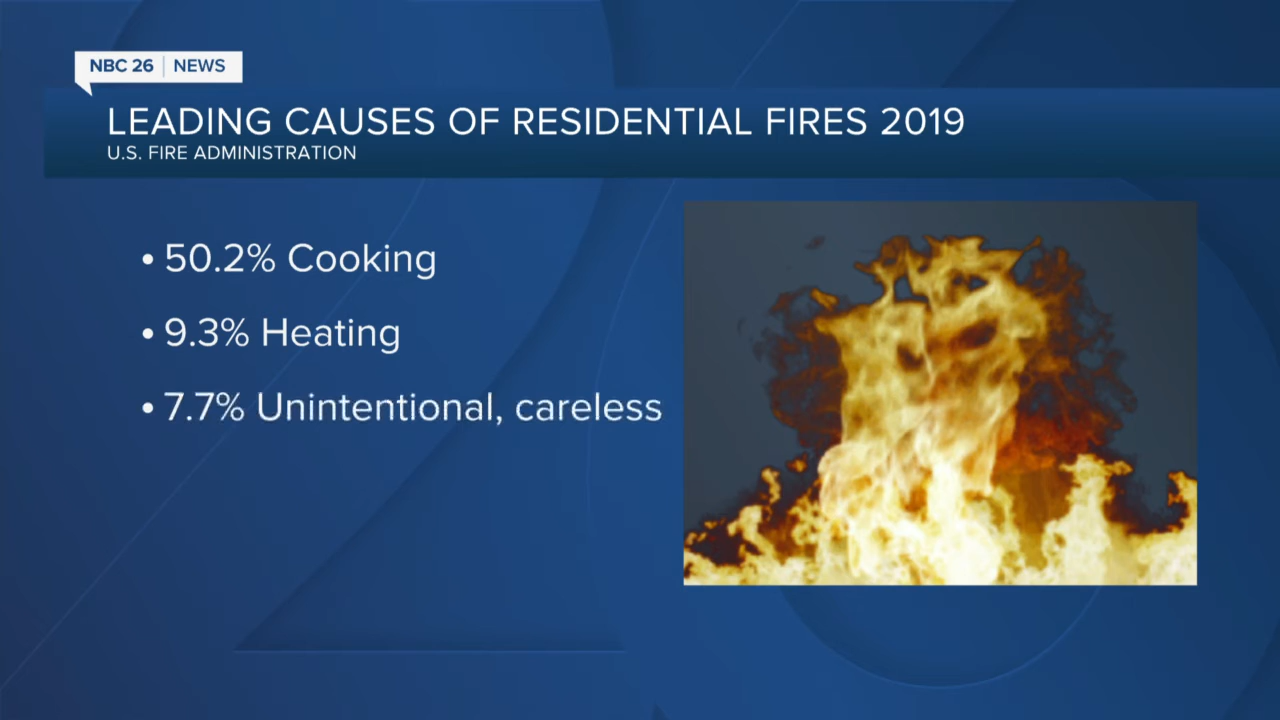 NBC 26 | NEWS
LEADING CAUSES OF RESIDENTIAL FIRES 2019
U.S. FIRE ADMINISTRATION
• 50.2% Cooking
• 9.3% Heating
• 7.7% Unintentional, careless